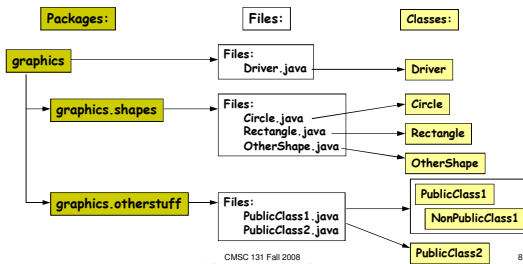 Packages:
Files:
Classes:
graphics
Files:
Driver.java
Driver
graphics.shapes
Files:
Circle.java
Rectangle.java
OtherShape.java
Circle
Rectangle
OtherShape
graphics.otherstuff
Files:
PublicClass1.java
PublicClass2.java
PublicClass1
NonPublicClass1
PublicClass2
CMSC 131 Fall 2008
8